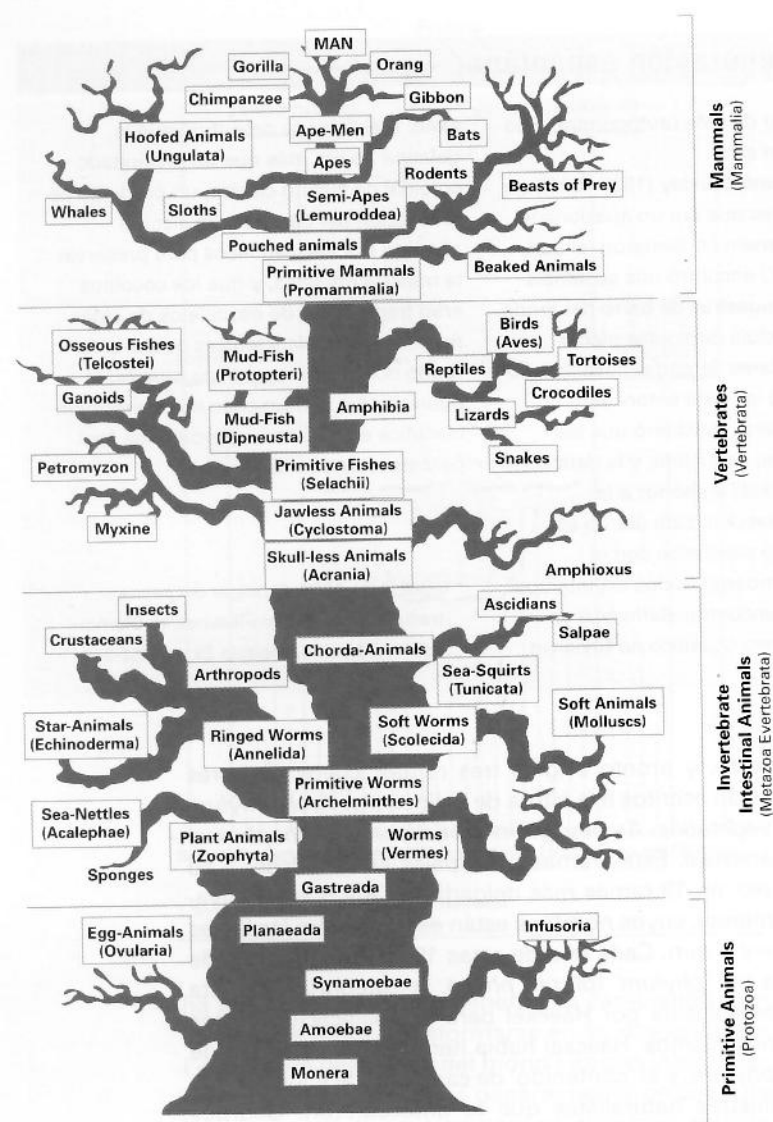 MAN
Gorilla
Orang
Chimpanzee
Gibbon
Hoofed Animals
(Ungulata)
Ape-Men
Bats
Apes
Rodents
Beasts of Prey
Whales
Sloths
Semi-Apes
(Lemuroddea)
Pouched animals
Primitive Mammals
(Promammalia)
Beaked Animals
Mammals
(Mammalia)
Osseous Fishes
(Telcostei)
Mud-Fish
(Protopteri)
Birds
(Aves)
Reptiles
Tortoises
Ganoids
Crocodiles
Mud-Fish
(Dipneusta)
Amphibia
Lizards
Petromyzon
Primitive Fishes
(Selachii)
Snakes
Myxine
Jawless Animals
(Cyclostoma)
Skull-less Animals
(Acrania)
Amphioxus
Vertebrates
(Vertebrata)
Insects
Ascidians
Crustaceans
Chorda-Animals
Salpae
Arthropods
Sea-Squirts
(Tunicata)
Star-Animals
(Echinoderma)
Ringed Worms
(Annelida)
Soft Worms
(Scolecida)
Soft Animals
(Molluscs)
Primitive Worms
(Archelminthes)
Sea-Nettles
(Acalephae)
Plant Animals
(Zoophyta)
Worms
(Vermes)
Sponges
Gastreada
Invertebrate
Intestinal Animals
(Metazoa Evertebrata)
Egg-Animals
(Ovularia)
Planaeada
Infusoria
Synamoebae
Amoebae
Monera
Primitive Animals
(Protozoa)